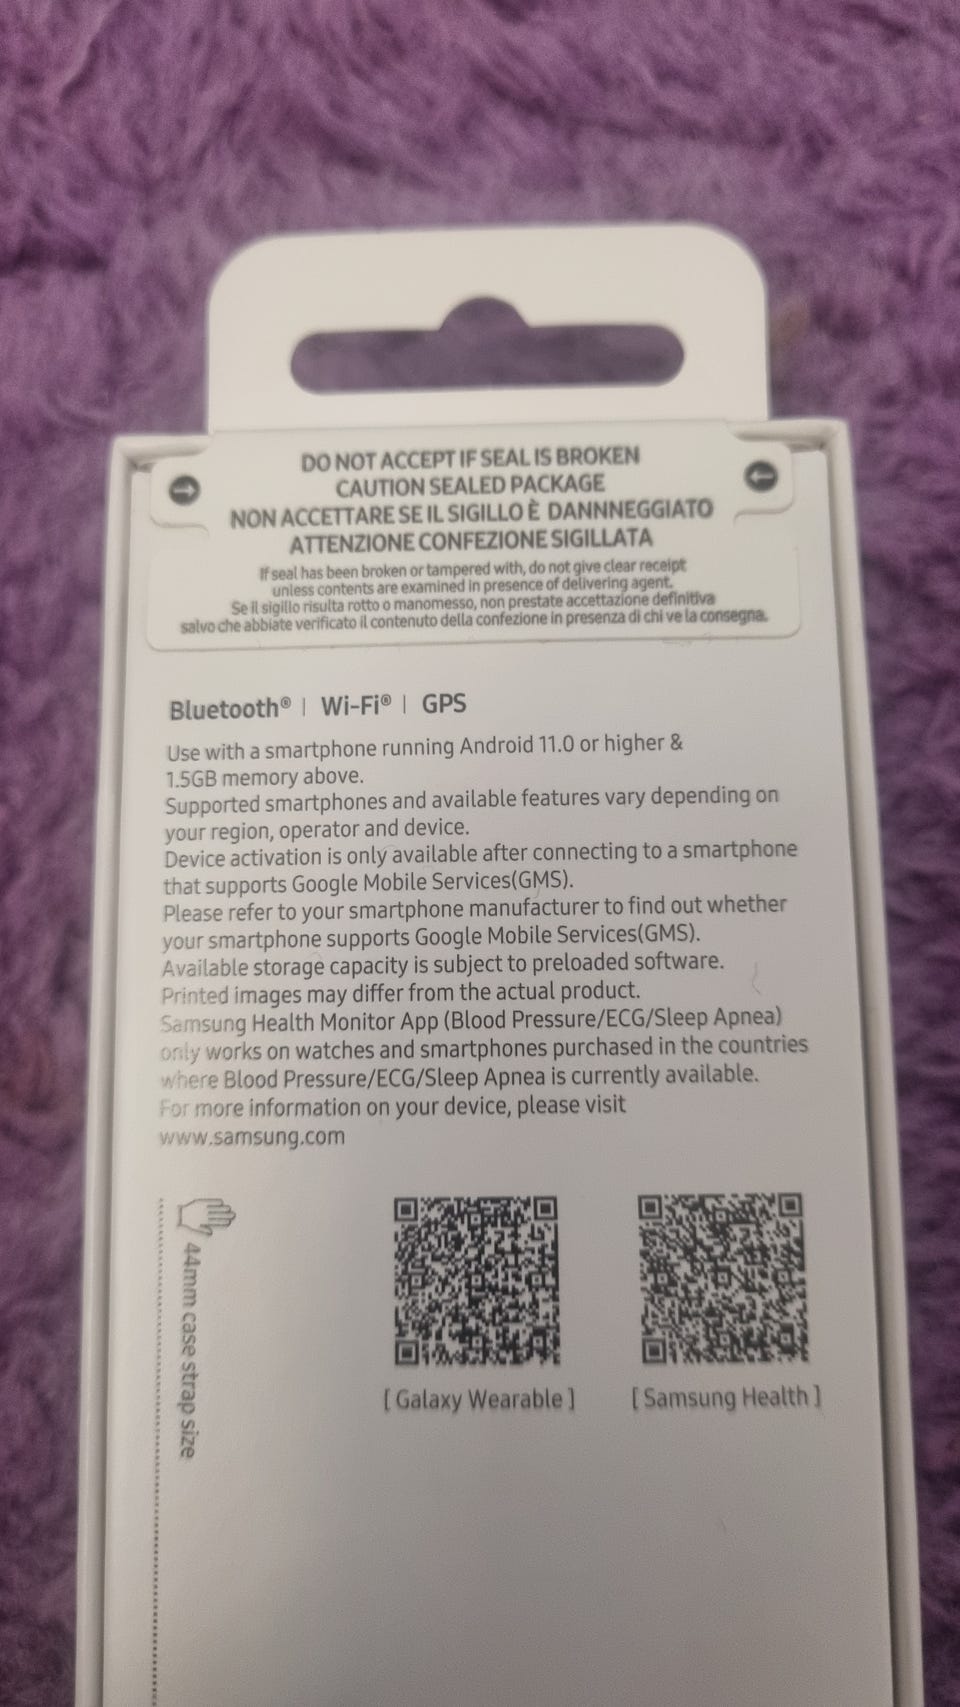 DO NOT ACCEPT IF SEAL IS BROKEN
CAUTION SEALED PACKAGE
NON ACCETTARE SE IL SIGILLO È DANNNEGGIATO
ATTENZIONE CONFEZIONE SIGILLATA
If seal has been broken or tampered with, do not give clear receipt
unless contents are examined in presence of delivering agent.
Se il sigillo risulta rotto o manomesso, non prestate accettazione definitiva
salvo che abbiate verificato il contenuto della confezione in presenza di chi ve la consegna.
Bluetooth® | Wi-Fi® | GPS
Use with a smartphone running Android 11.0 or higher &
1.5GB memory above.
Supported smartphones and available features vary depending on
your region, operator and device.
Device activation is only available after connecting to a smartphone
that supports Google Mobile Services(GMS).
Please refer to your smartphone manufacturer to find out whether
your smartphone supports Google Mobile Services(GMS).
Available storage capacity is subject to preloaded software.
Printed images may differ from the actual product.
Samsung Health Monitor App (Blood Pressure/ECG/Sleep Apnea)
only works on watches and smartphones purchased in the countries
where Blood Pressure/ECG/Sleep Apnea is currently available.
For more information on your device, please visit
www.samsung.com
44mm case strap size
[ Galaxy Wearable ]
[ Samsung Health ]